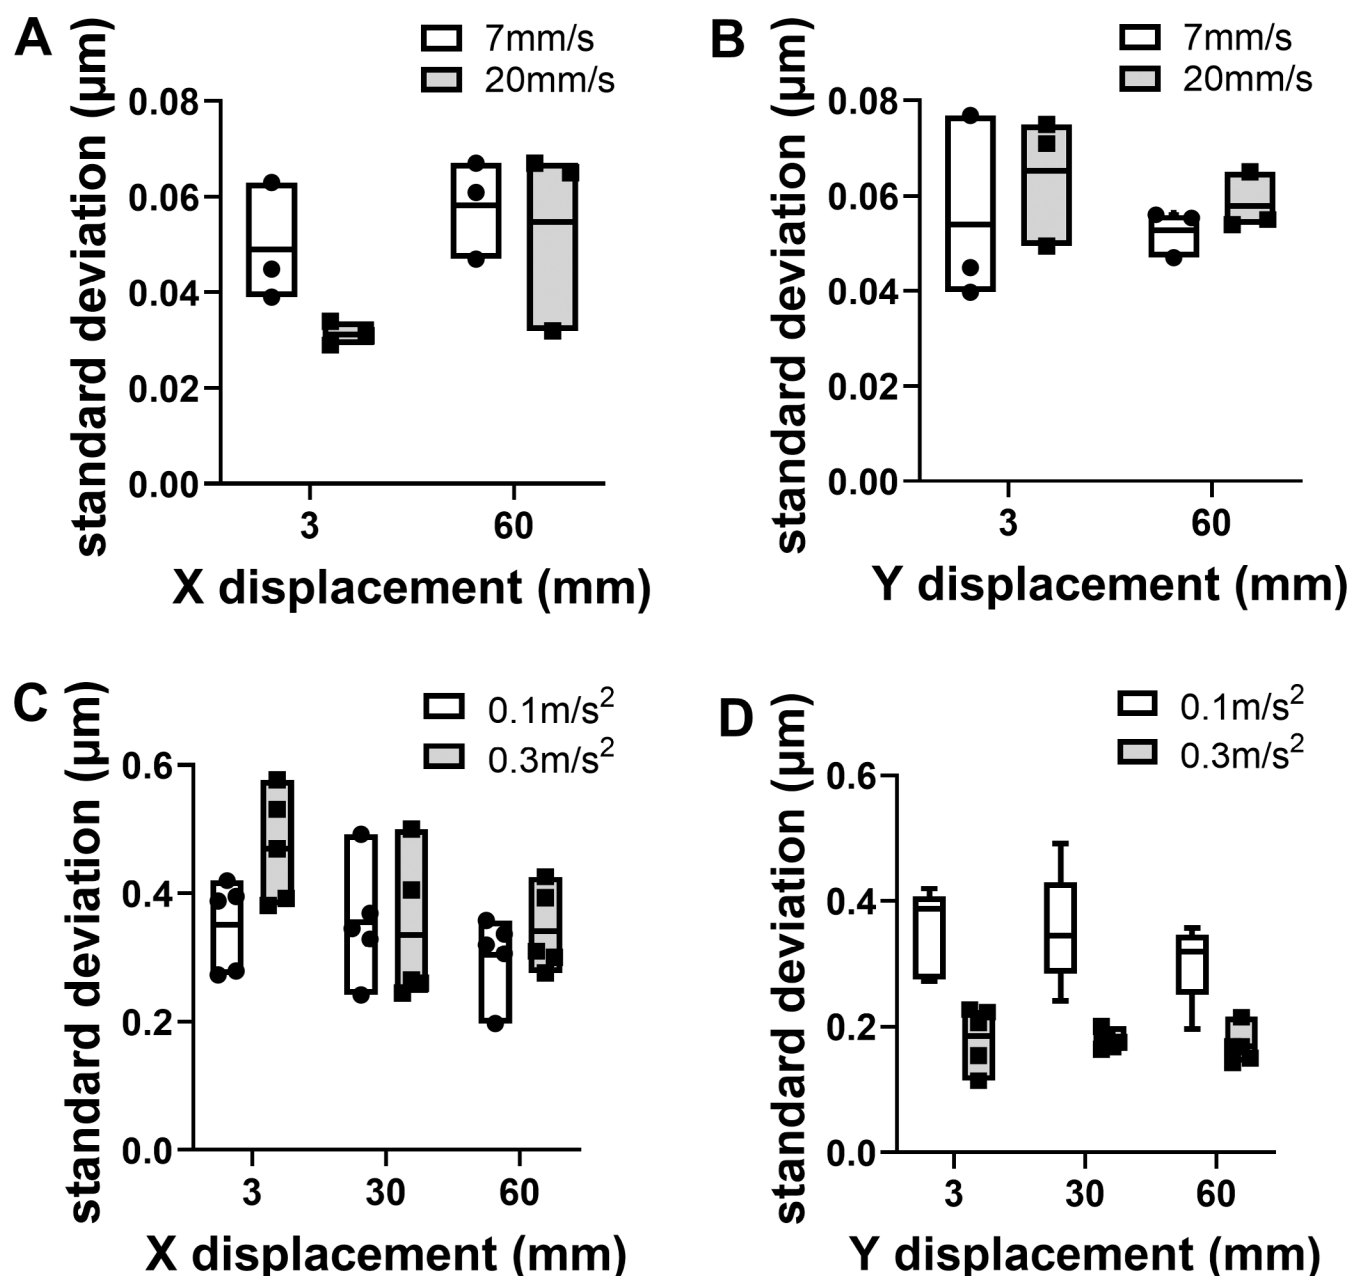 A
standard deviation (µm)
7mm/s
20mm/s
0.08
0.06
0.04
0.02
0.00
3
60
X displacement (mm)
B
standard deviation (µm)
7mm/s
20mm/s
0.08
0.06
0.04
0.02
0.00
3
60
Y displacement (mm)
C
standard deviation (µm)
0.1m/s²
0.3m/s²
0.6
0.4
0.2
0.0
3
30
60
X displacement (mm)
D
standard deviation (µm)
0.1m/s²
0.3m/s²
0.6
0.4
0.2
0.0
3
30
60
Y displacement (mm)